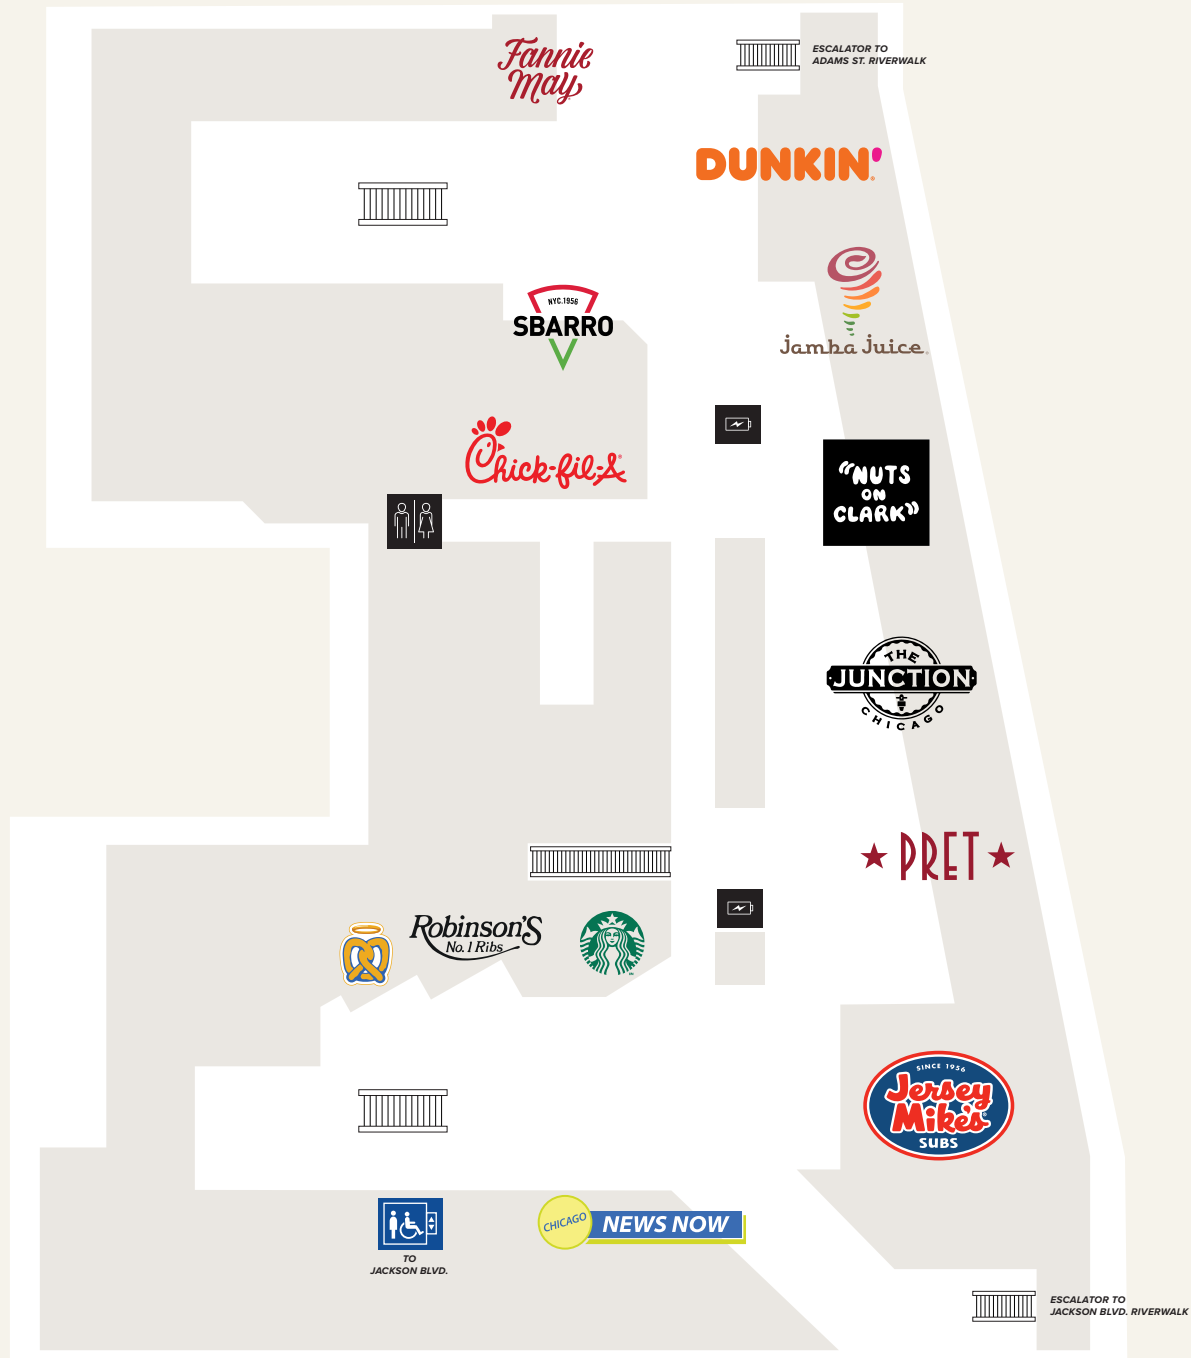 Fannie
May
ESCALATOR TO
ADAMS ST. RIVERWALK
DUNKIN'
NYC.1956
SBARRO
Jamba Juice
Chick-fil-A
"NUTS
ON
CLARK"
THE
JUNCTION
CHICAGO
PRET
Robinson'S
No. 1 Ribs
SINCE 1956
Jersey
Mike's
SUBS
CHICAGO
NEWS NOW
TO
JACKSON BLVD.
ESCALATOR TO
JACKSON BLVD. RIVERWALK